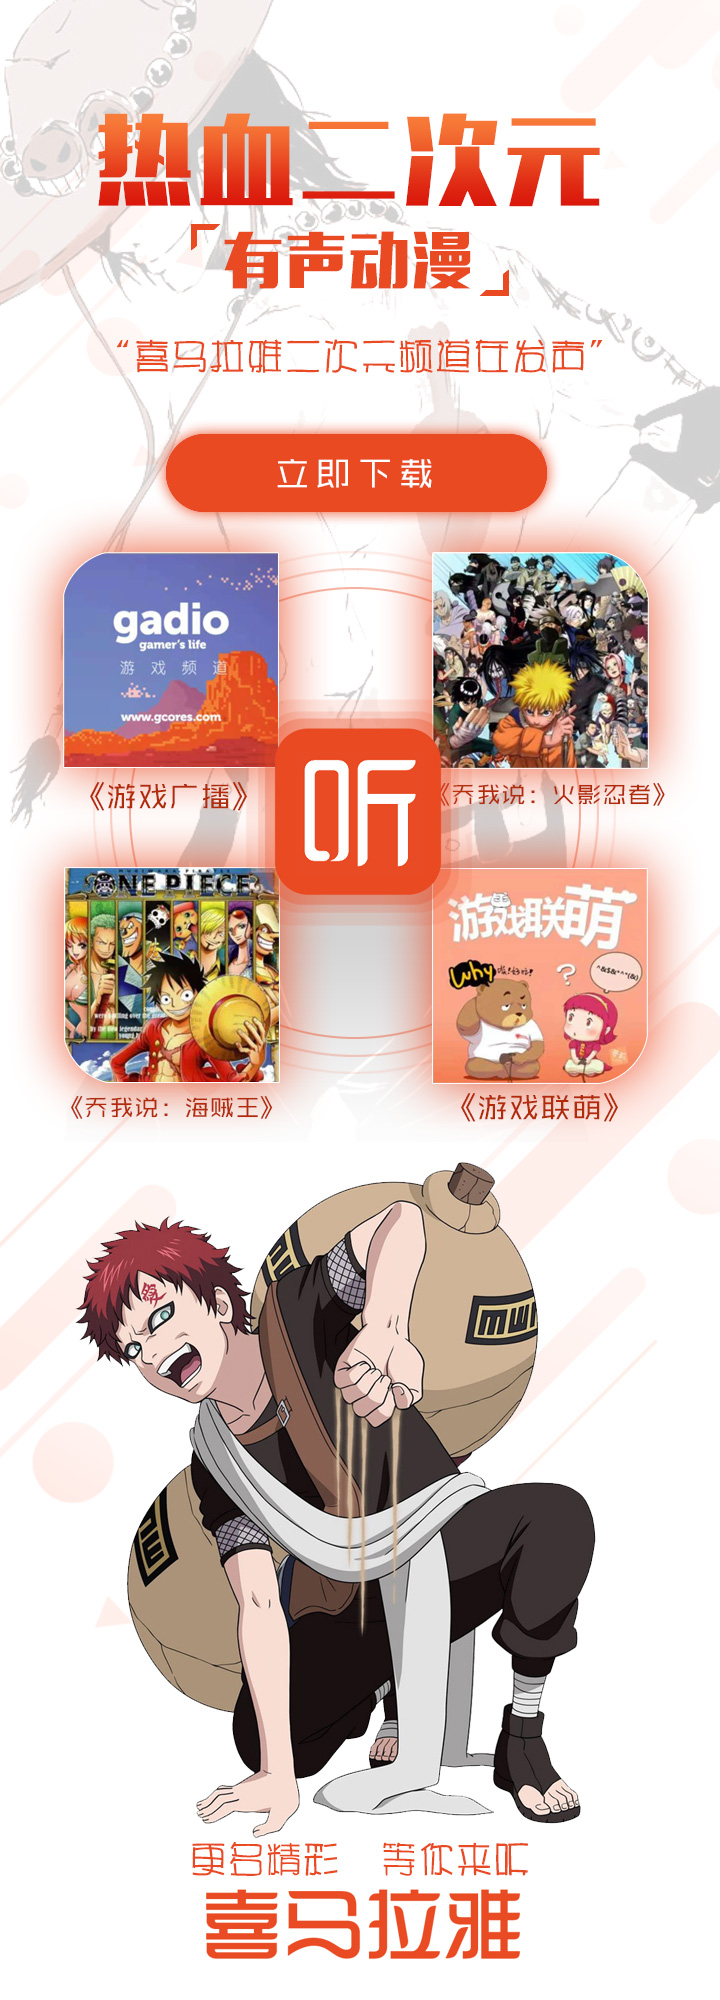 热血二次元
「有声动漫」
“喜马拉雅二次元频道在发声”
立即下载
gadio
gamer's life
游戏频道
www.gcores.com
《游戏广播》
《乔我说：火影忍者》
听
ONE PIECE
《乔我说：海贼王》
游戏联萌
Why
?
《游戏联萌》
愛
更名精彩 等你来听
喜马拉雅